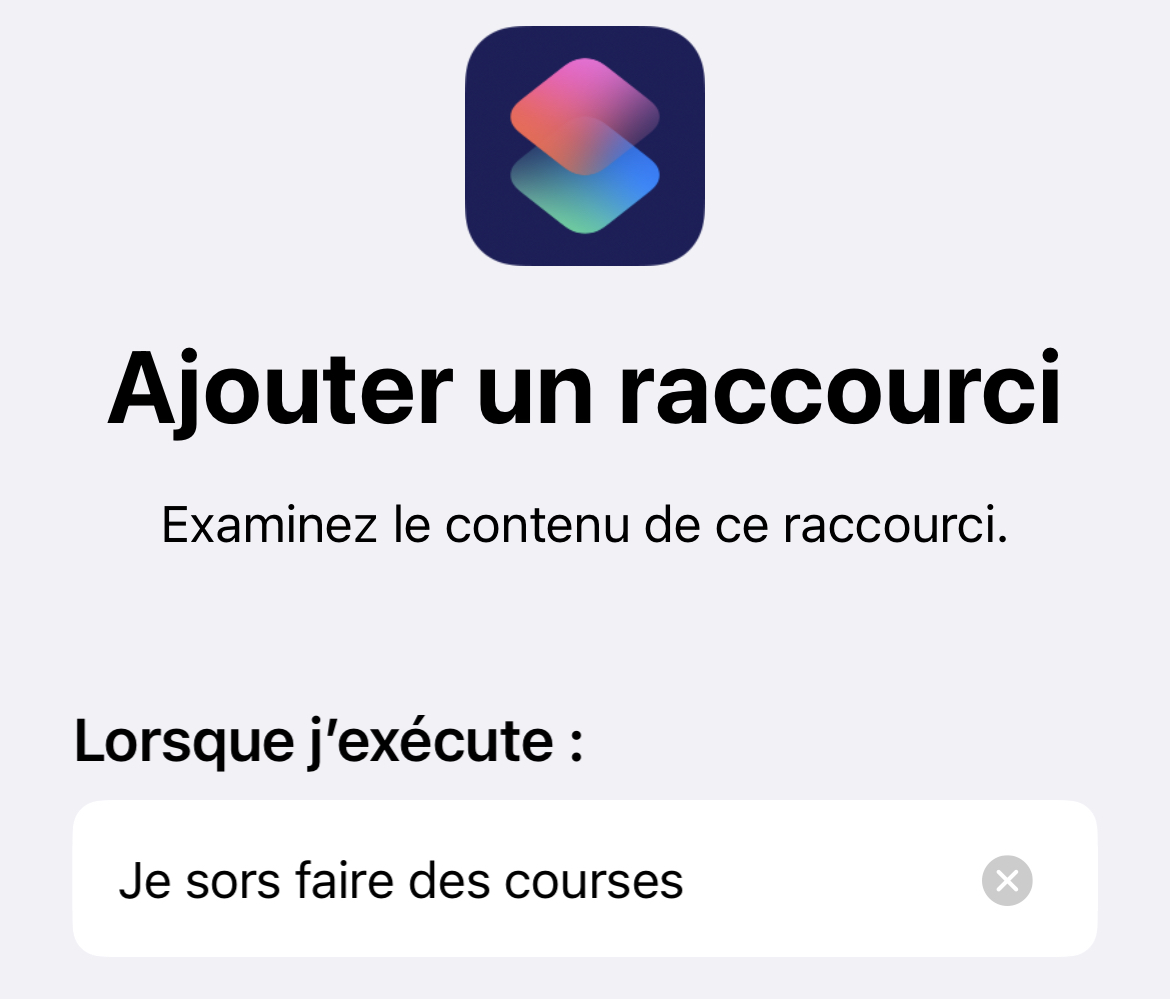 Ajouter un raccourci
Examinez le contenu de ce raccourci.
Lorsque j’exécute :
Je sors faire des courses